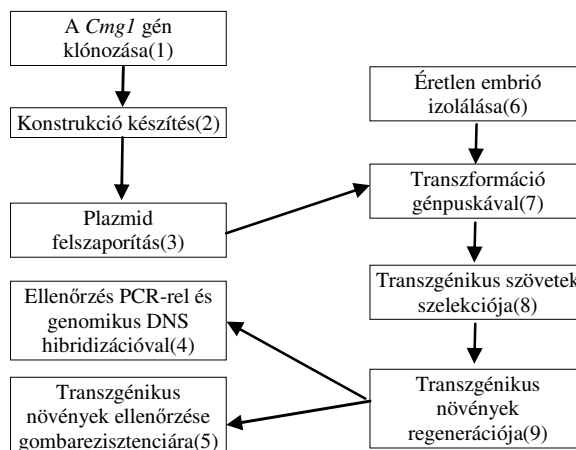 A Cmg1 gén
klónozása(1)
Konstrukció készítés(2)
Plazmid
felszaporítás(3)
Ellenőrzés PCR-rel és
genomikus DNS
hibridizációval(4)
Transzgénikus
növények ellenőrzése
gombarezisztenciára(5)
Éretlen embrió
izolálása(6)
Transzformáció
génpuskával(7)
Transzgénikus szövetek
szelekciója(8)
Transzgénikus
növények
regenerációja(9)